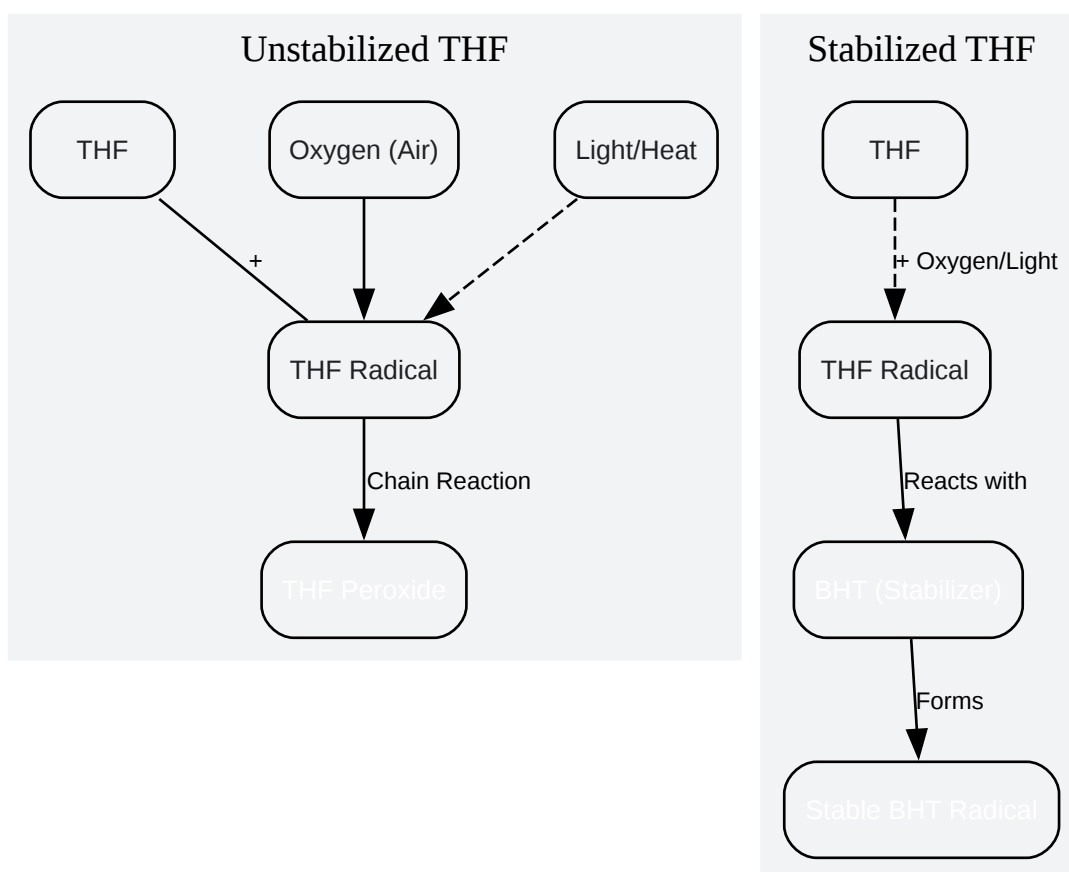 Unstabilized THF
THF
Oxygen (Air)
Light/Heat
+
THF Radical
Chain Reaction
THF Peroxide
Stabilized THF
THF
+ Oxygen/Light
THF Radical
Reacts with
BHT (Stabilizer)
Forms
Stable BHT Radical